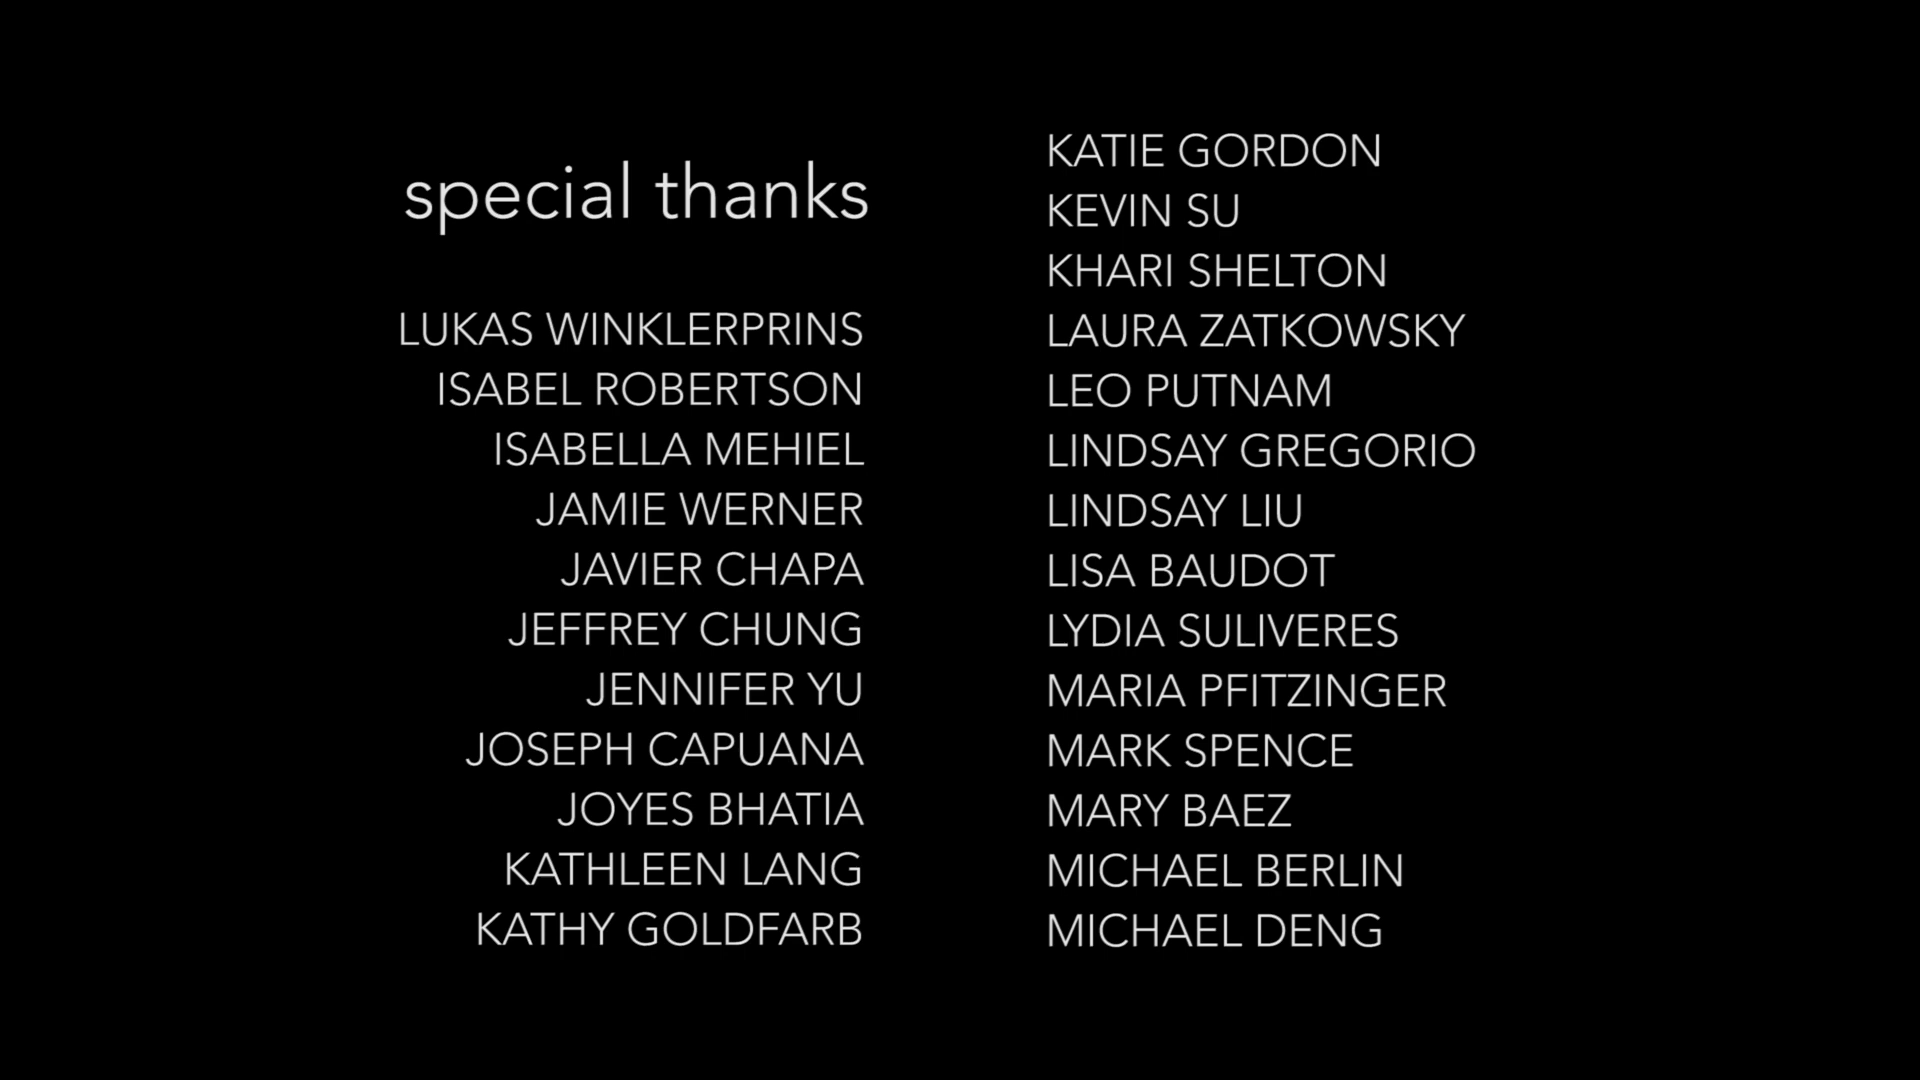 special thanks
LUKAS WINKLERPRINS
ISABEL ROBERTSON
ISABELLA MEHIEL
JAMIE WERNER
JAVIER CHAPA
JEFFREY CHUNG
JENNIFER YU
JOSEPH CAPUANA
JOYES BHATIA
KATHLEEN LANG
KATHY GOLDFARB
KATIE GORDON
KEVIN SU
KHARI SHELTON
LAURA ZATKOWSKY
LEO PUTNAM
LINDSAY GREGORIO
LINDSAY LIU
LISA BAUDOT
LYDIA SULIVERES
MARIA PFITZINGER
MARK SPENCE
MARY BAEZ
MICHAEL BERLIN
MICHAEL DENG